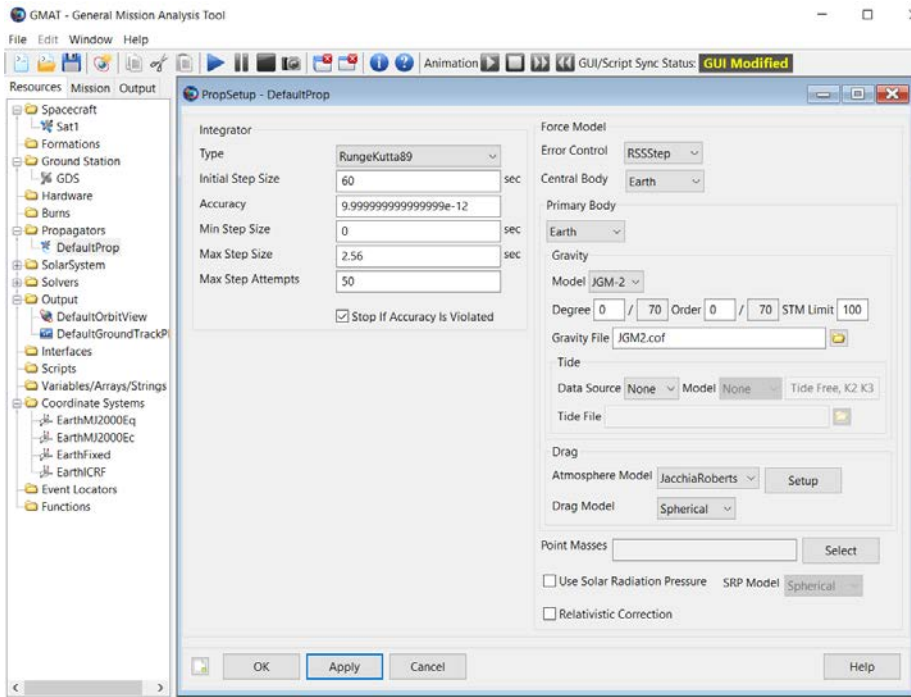 GMAT - General Mission Analysis Tool
File Edit Window Help
Animation GUI/Script Sync Status: GUI Modified
Resources Mission Output
Spacecraft
Sat1
Formations
Ground Station
GDS
Hardware
Burns
Propagators
DefaultProp
SolarSystem
Solvers
Output
DefaultOrbitView
DefaultGroundTrackPl
Interfaces
Scripts
Variables/Arrays/Strings
Coordinate Systems
EarthMJ2000Eq
EarthMJ2000Ec
EarthFixed
EarthICRF
Event Locators
Functions
PropSetup - DefaultProp
Integrator
Type RungeKutta89
Initial Step Size 60 sec
Accuracy 9.999999999999999e-12
Min Step Size 0 sec
Max Step Size 2.56 sec
Max Step Attempts 50
Stop If Accuracy Is Violated
Force Model
Error Control RSSStep
Central Body Earth
Primary Body
Earth
Gravity
Model JGM-2
Degree 0 / 70 Order 0 / 70 STM Limit 100
Gravity File JGM2.cof
Tide
Data Source None Model None Tide Free, K2 K3
Tide File
Drag
Atmosphere Model JacchiaRoberts Setup
Drag Model Spherical
Point Masses Select
Use Solar Radiation Pressure SRP Model Spherical
Relativistic Correction
OK Apply Cancel Help